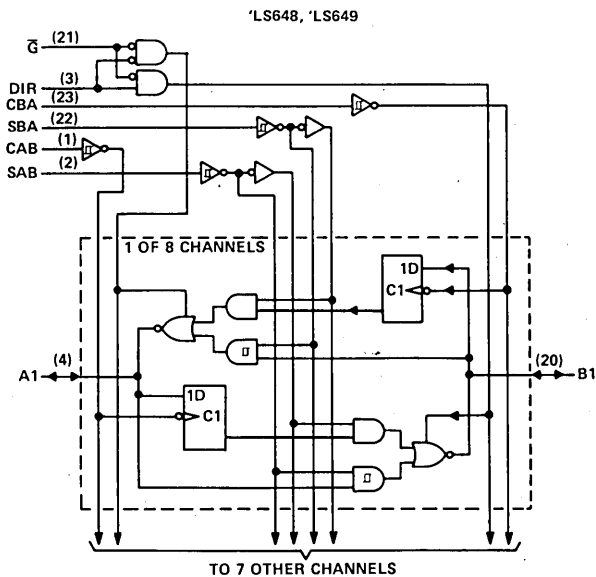 'LS648, 'LS649
G̅ (21)
DIR (3)
CBA (23)
SBA (22)
CAB (1)
SAB (2)
1 OF 8 CHANNELS
1D
C1
A1 (4)
(20) B1
1D
C1
TO 7 OTHER CHANNELS